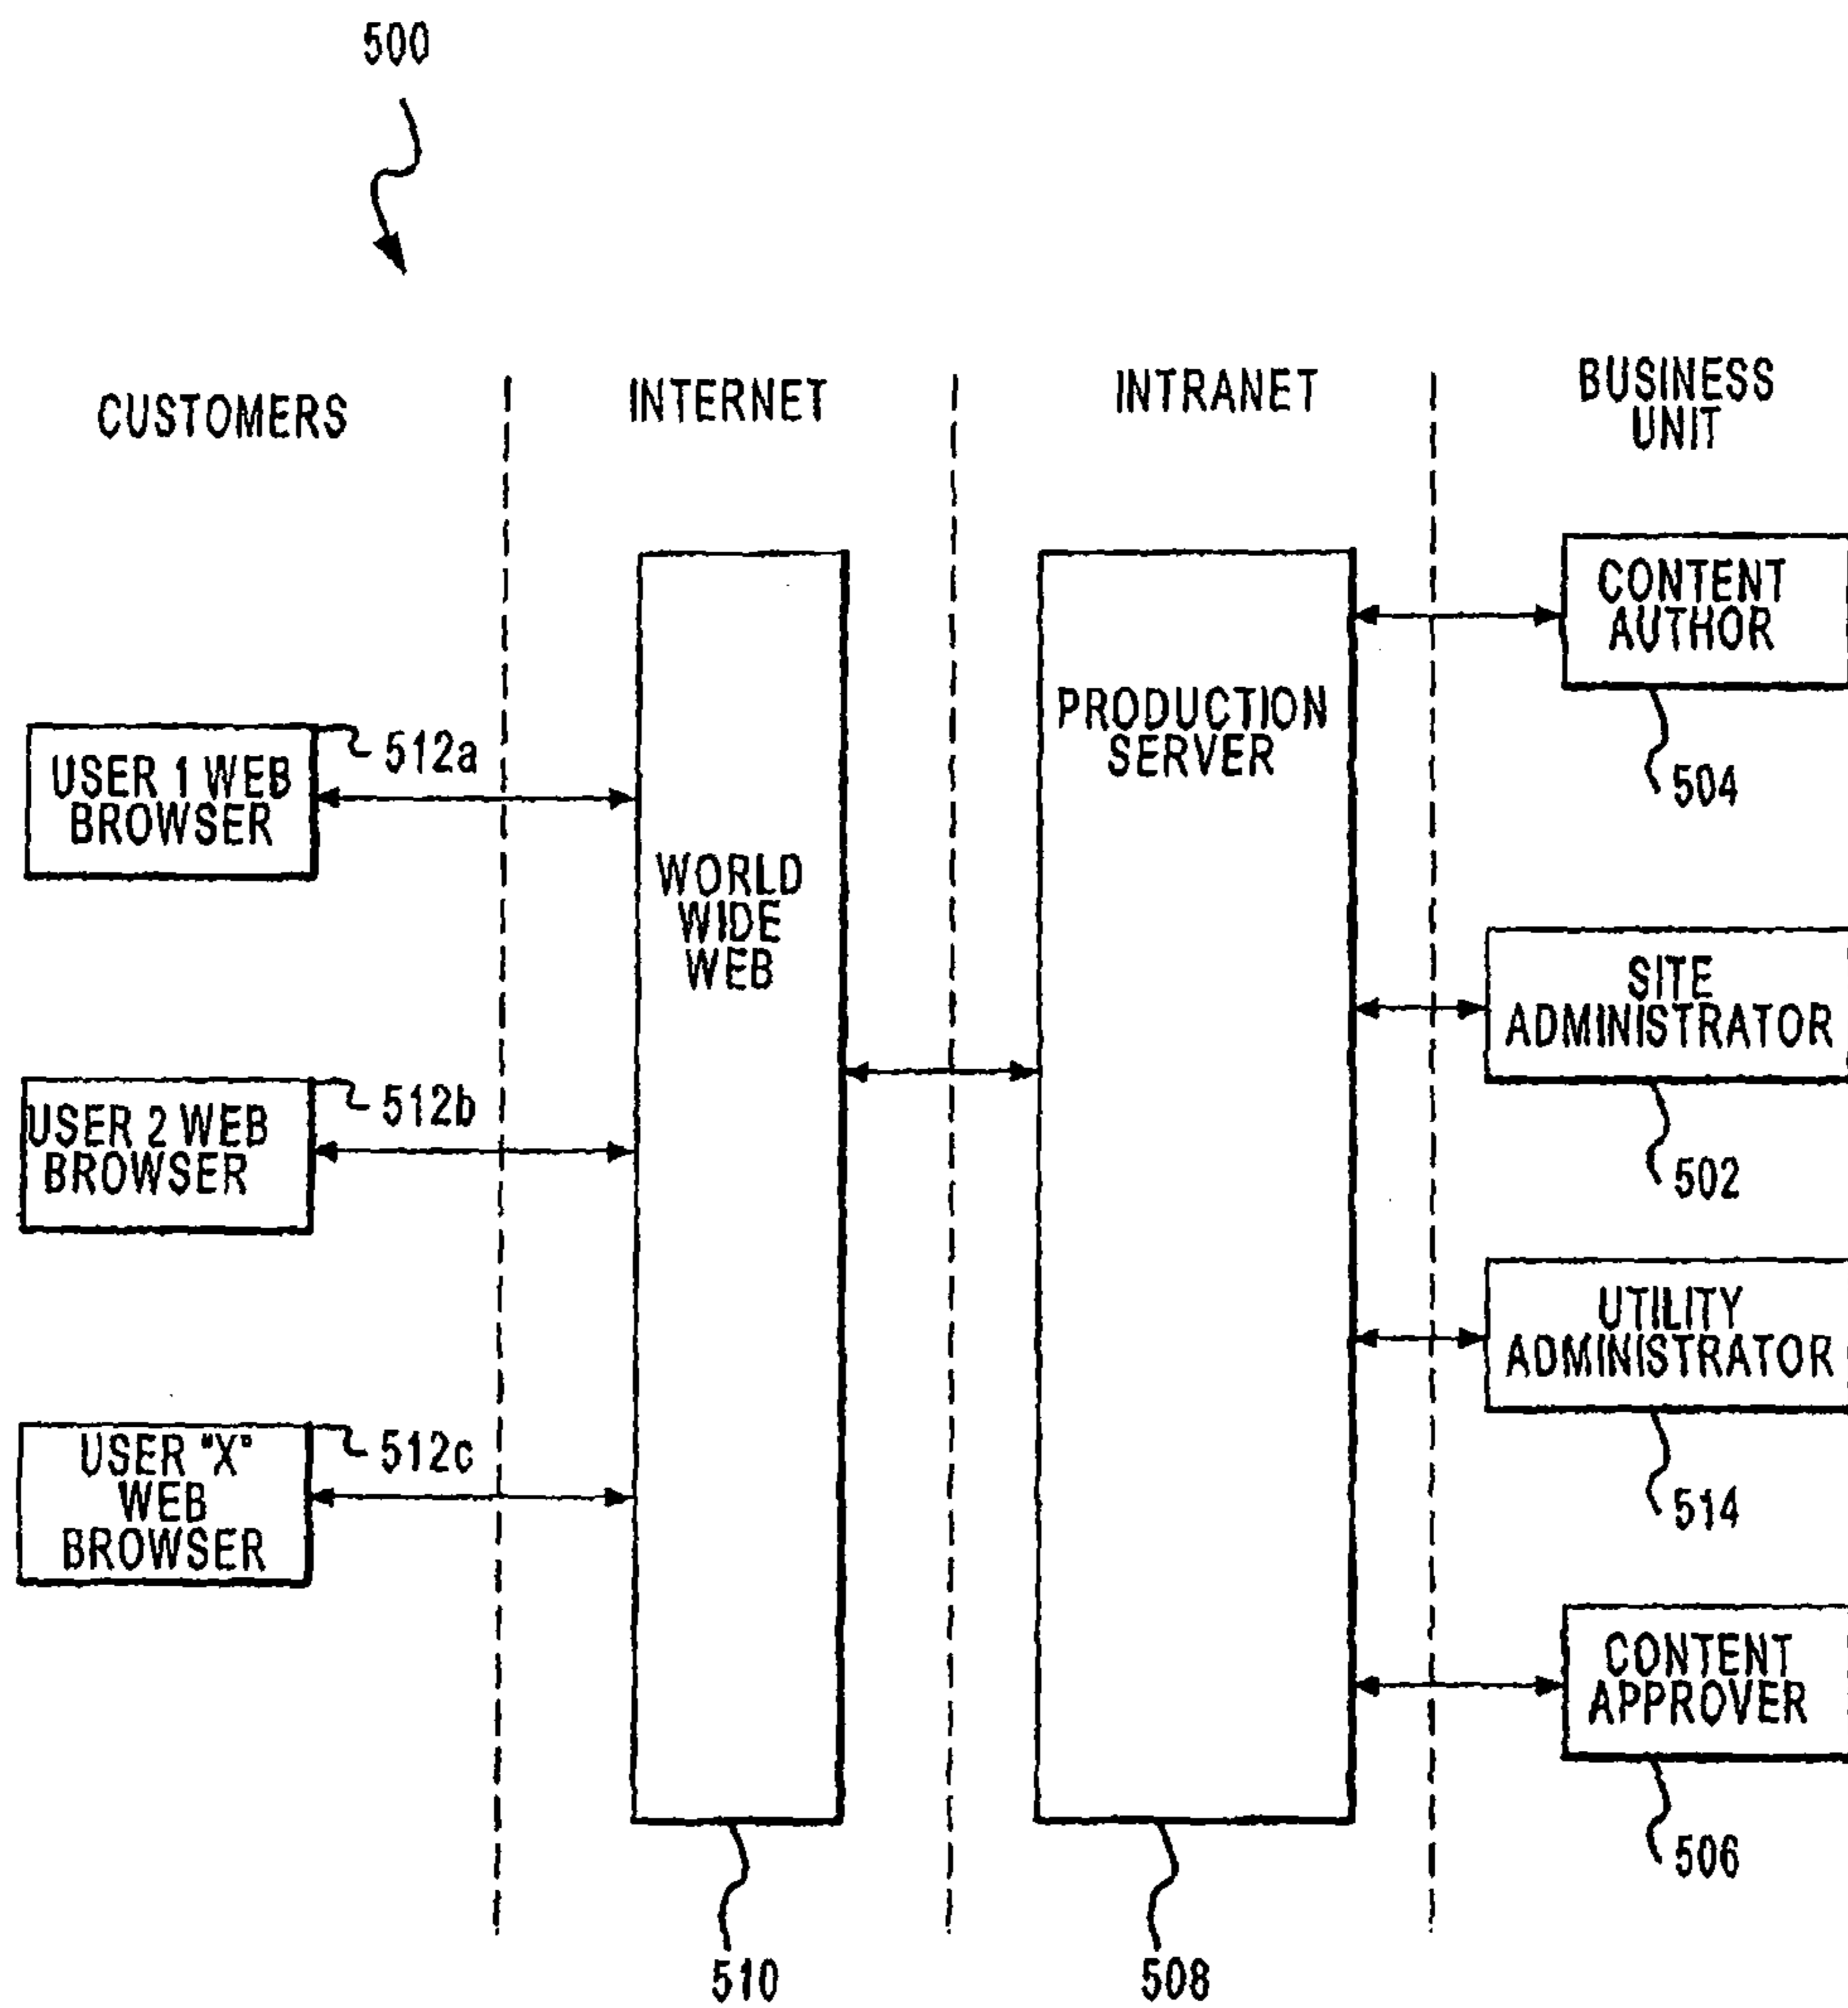 500
CUSTOMERS
INTERNET
INTRANET
BUSINESS
UNIT
USER 1 WEB
BROWSER
512a
USER 2 WEB
BROWSER
512b
USER "X"
WEB
BROWSER
512c
WORLD
WIDE
WEB
510
PRODUCTION
SERVER
508
CONTENT
AUTHOR
504
SITE
ADMINISTRATOR
502
UTILITY
ADMINISTRATOR
514
CONTENT
APPROVER
506